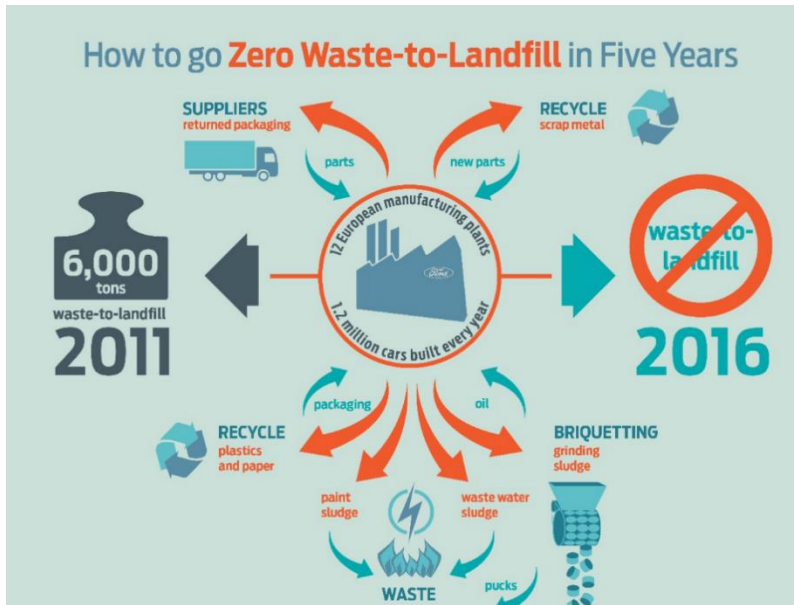 How to go Zero Waste-to-Landfill in Five Years
SUPPLIERS
returned packaging
parts
RECYCLE
scrap metal
new parts
12 European manufacturing plants
Ford
1.2 million cars built every year
6,000
tons
waste-to-landfill
2011
waste-to-
landfill
2016
packaging
oil
RECYCLE
plastics
and paper
BRIQUETTING
grinding
sludge
paint
sludge
waste water
sludge
WASTE
pucks